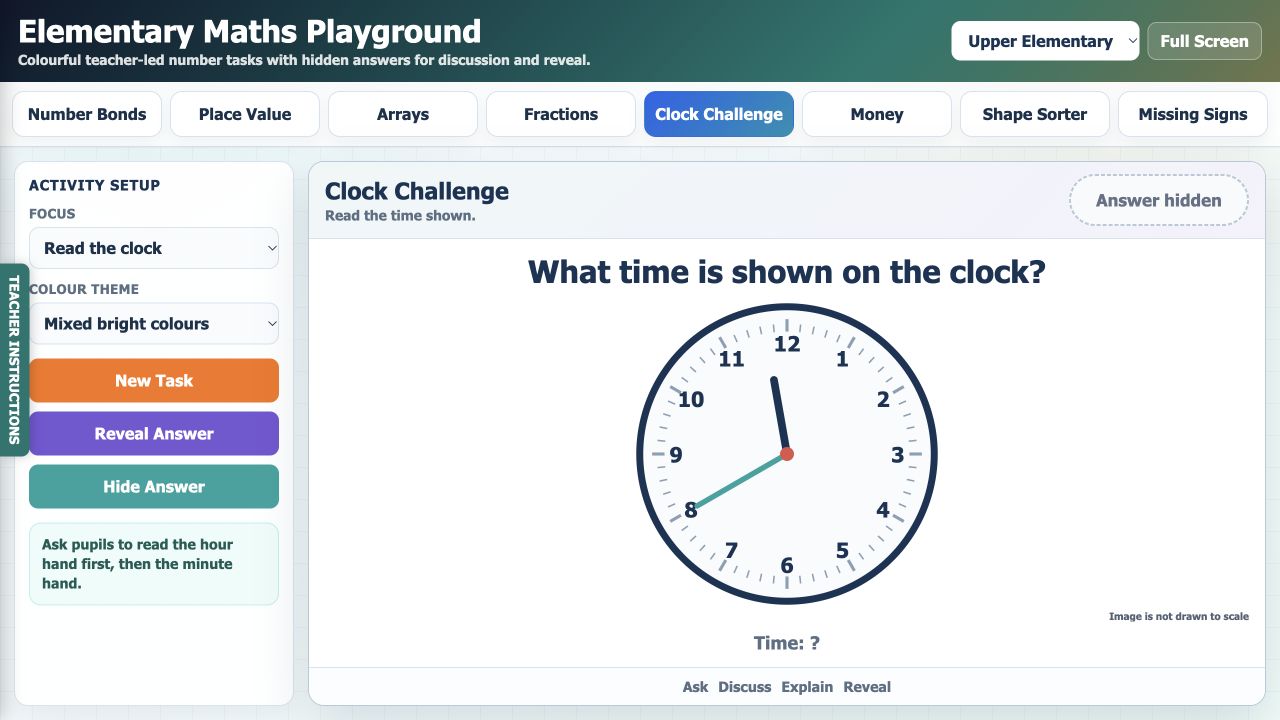 Elementary Maths Playground
Colourful teacher-led number tasks with hidden answers for discussion and reveal.
Upper Elementary
Full Screen
Number Bonds
Place Value
Arrays
Fractions
Clock Challenge
Money
Shape Sorter
Missing Signs
TEACHER INSTRUCTIONS
ACTIVITY SETUP
FOCUS
Read the clock
COLOUR THEME
Mixed bright colours
New Task
Reveal Answer
Hide Answer
Ask pupils to read the hour
hand first, then the minute
hand.
Clock Challenge
Read the time shown.
Answer hidden
What time is shown on the clock?
12
1
2
3
4
5
6
7
8
9
10
11
Image is not drawn to scale
Time: ?
Ask Discuss Explain Reveal